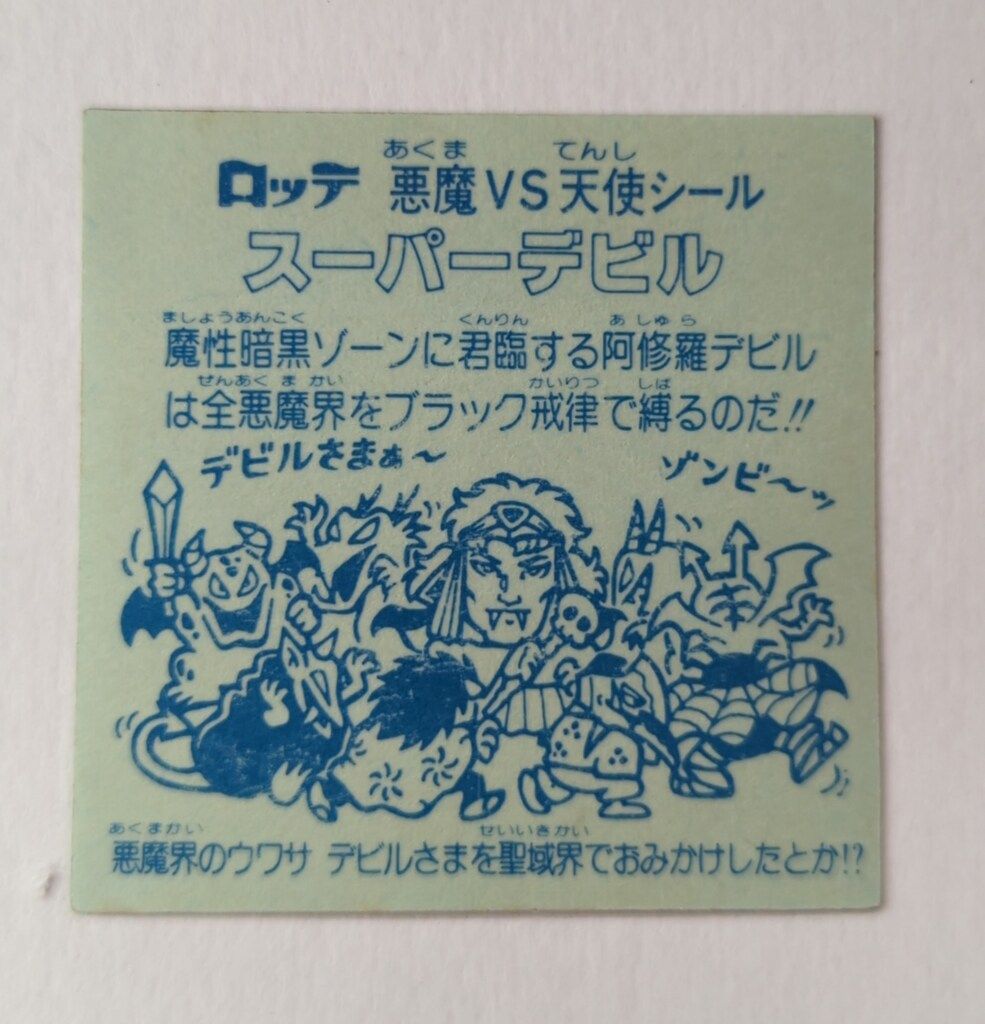 あくま てんし
ロッテ 悪魔VS天使シール
スーパーデビル
ましょうあんこく くんりん あしゅら
魔性暗黒ゾーンに君臨する阿修羅デビル
ぜんあくまかい かいりつ しば
は全悪魔界をブラック戒律で縛るのだ!!
デビルさまぁ〜 ゾンビ〜ッ
あくまかい せいいきかい
悪魔界のウワサ デビルさまを聖域界でおみかけしたとか!?